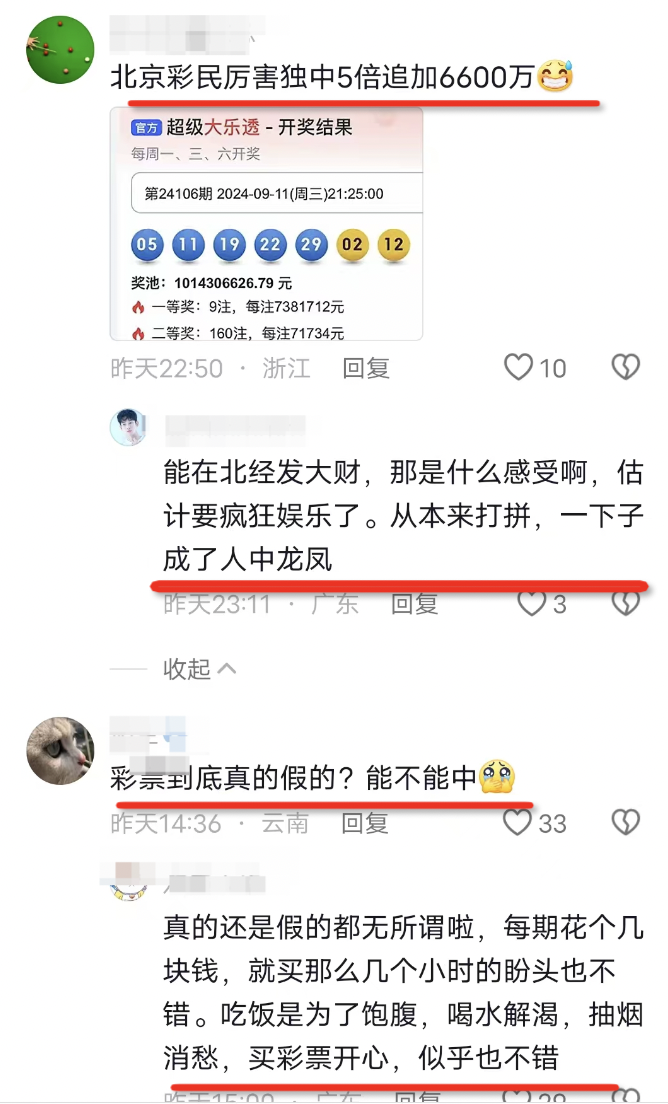 北京彩民厉害独中5倍追加6600万😅
官方 超级大乐透 - 开奖结果
每周一、三、六开奖
第24106期 2024-09-11(周三)21:25:00
05 11 19 22 29 02 12
奖池：1014306626.79 元
一等奖：9注，每注7381712元
二等奖：160注，每注71734元
昨天22:50 · 浙江 回复 10
能在北经发大财，那是什么感受啊，估
计要疯狂娱乐了。从本来打拼，一下子
成了人中龙凤
昨天23:11 · 广东 回复 3
收起
彩票到底真的假的？能不能中🥹
昨天14:36 · 云南 回复 33
真的还是假的都无所谓啦，每期花个几
块钱，就买那么几个小时的盼头也不
错。吃饭是为了饱腹，喝水解渴，抽烟
消愁，买彩票开心，似乎也不错
昨天15:00 · 广东 回复